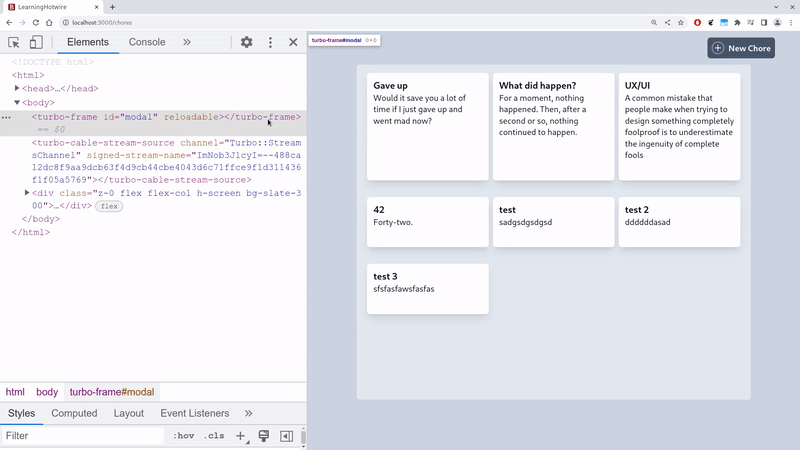 LearningHotwire
localhost:3000/chores
Elements
Console
<!DOCTYPE html>
<html>
<head>…</head>
<body>
<turbo-frame id="modal" reloadable></turbo-frame>
== $0
<turbo-cable-stream-source channel="Turbo::Stream
sChannel" signed-stream-name="ImNob3JlcyI=--488ca
12dc8f9aa9dcb63f4d9cb44cbe4043d6c71ffce9f1d311436
f1f05a5769"></turbo-cable-stream-source>
<div class="z-0 flex flex-col h-screen bg-slate-3
00">…</div>
flex
</body>
</html>
html
body
turbo-frame#modal
Styles
Computed
Layout
Event Listeners
Filter
:hov
.cls
turbo-frame#modal 0×0
New Chore
Gave up
Would it save you a lot of
time if I just gave up and
went mad now?
What did happen?
For a moment, nothing
happened. Then, after a
second or so, nothing
continued to happen.
UX/UI
A common mistake that
people make when trying to
design something completely
foolproof is to underestimate
the ingenuity of complete
fools
42
Forty-two.
test
sadgsdgsdgsd
test 2
ddddddasad
test 3
sfsfasfawsfasfas